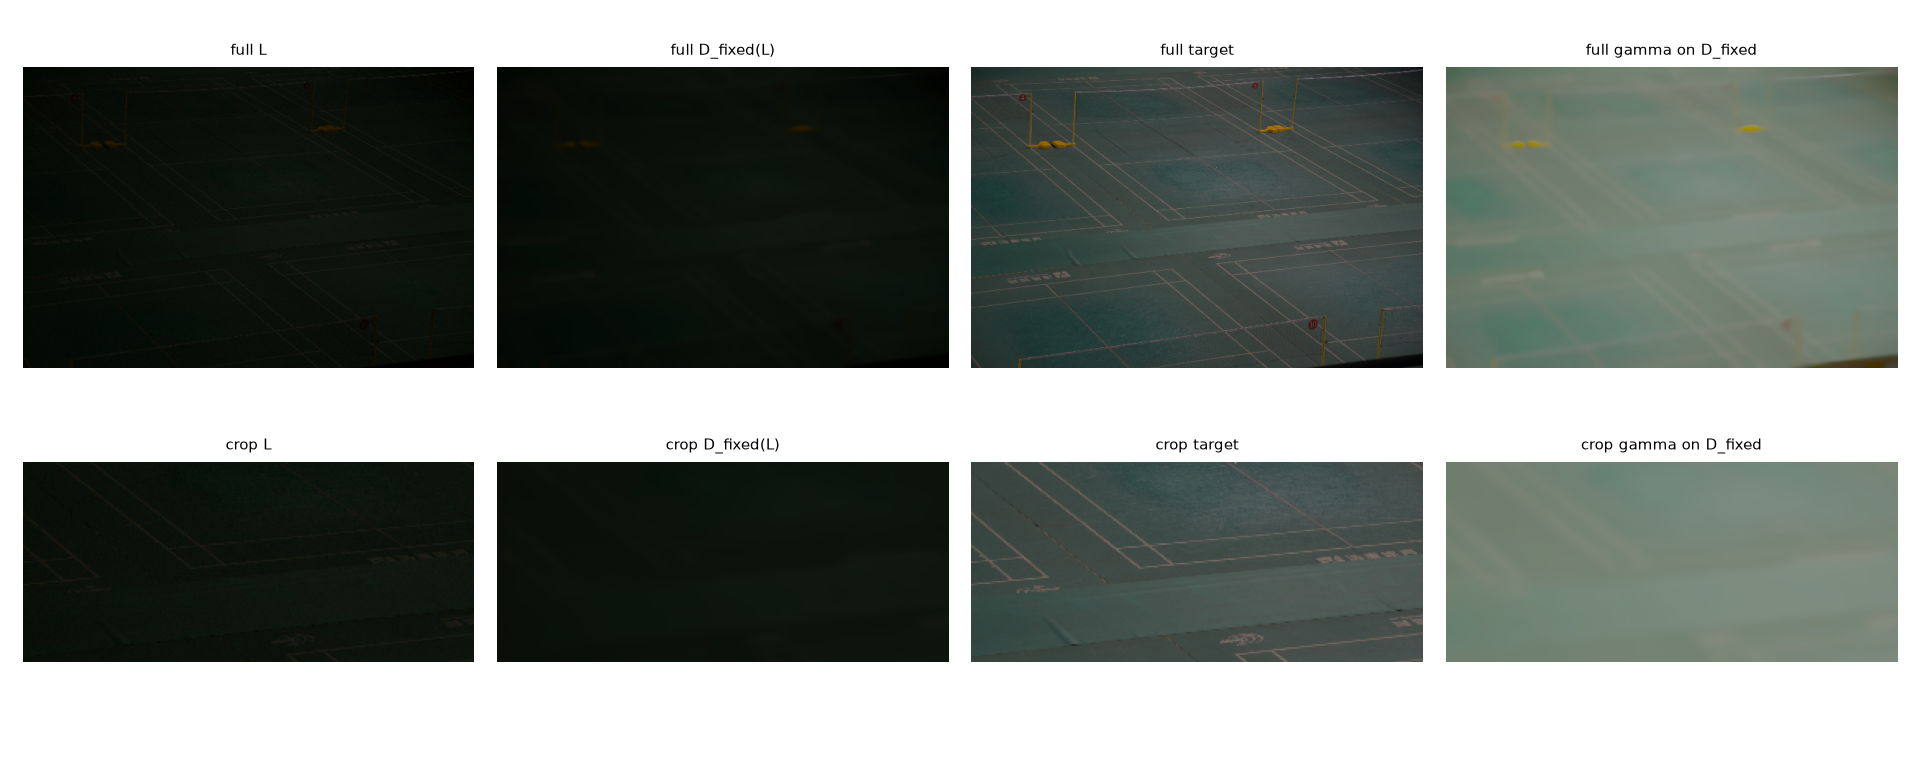 full L
full D_fixed(L)
full target
full gamma on D_fixed
crop L
crop D_fixed(L)
crop target
crop gamma on D_fixed